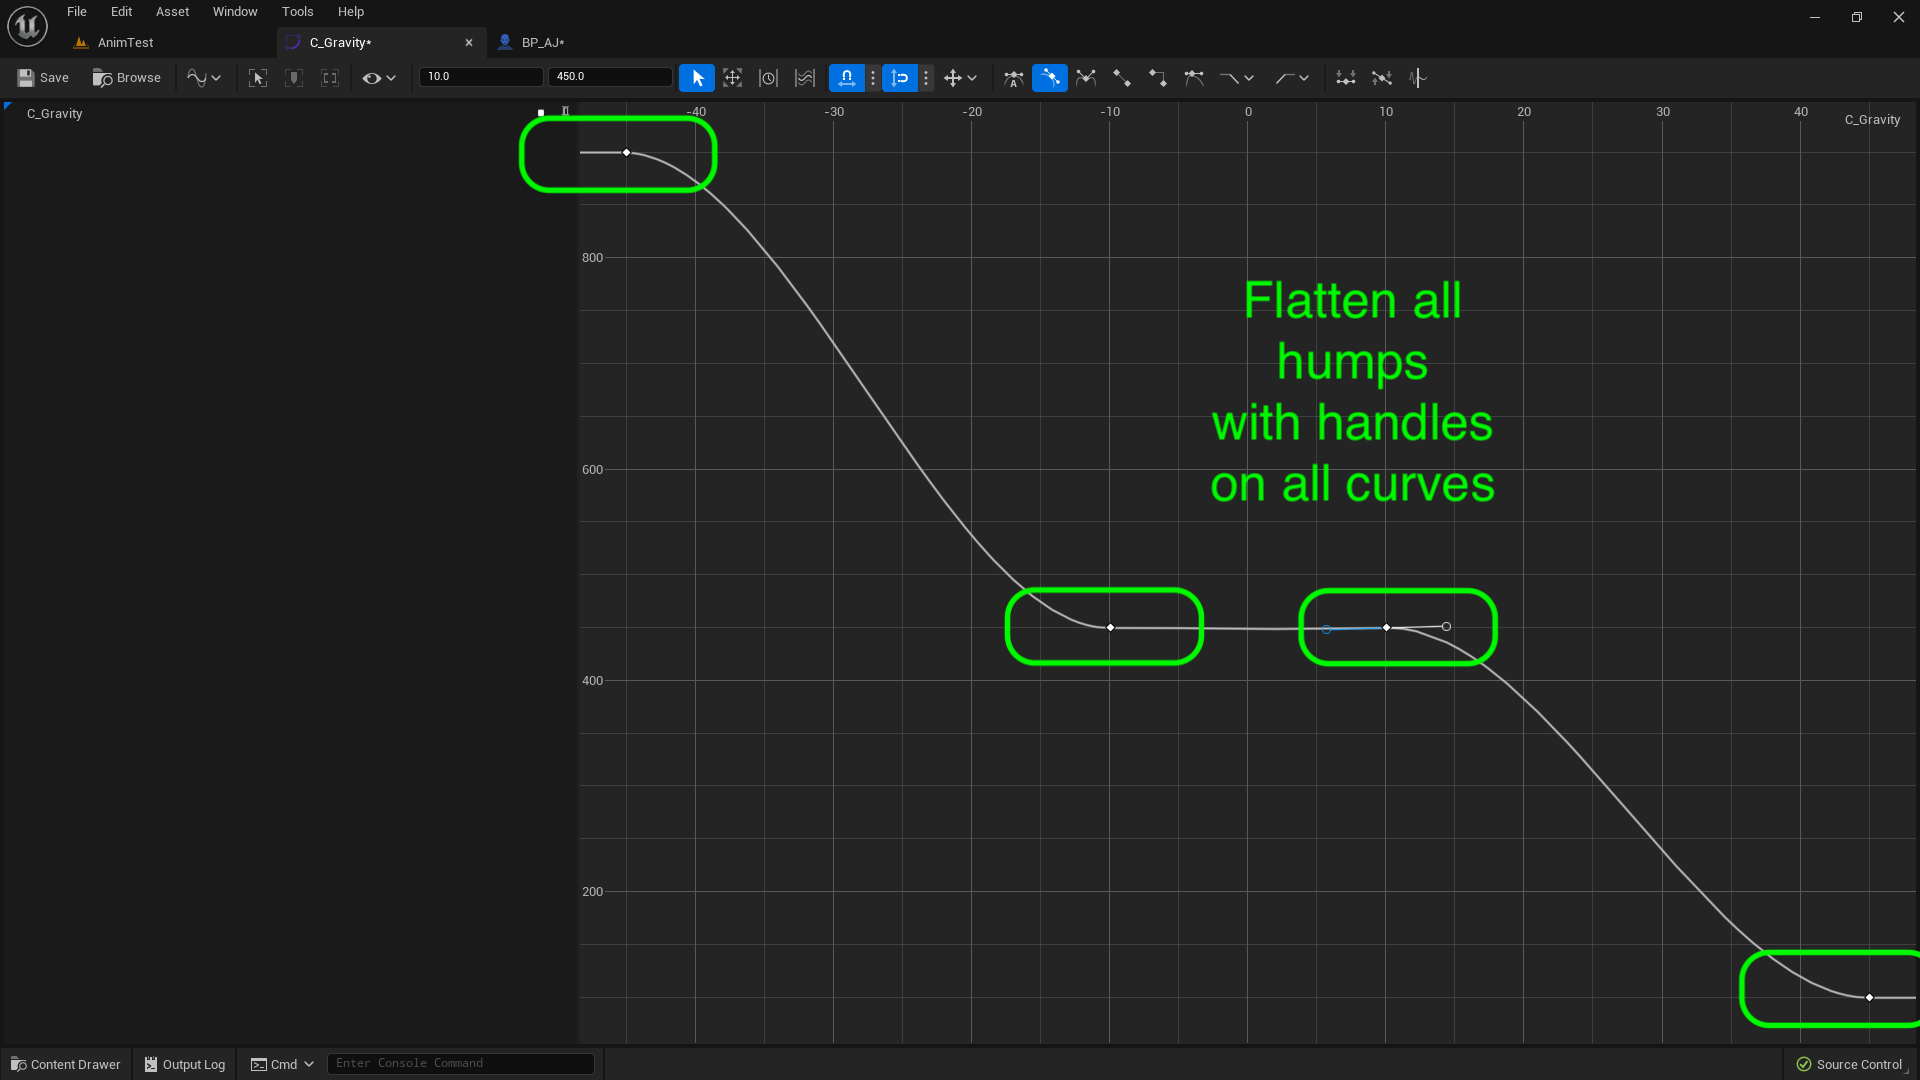 File Edit Asset Window Tools Help
AnimTest C_Gravity* BP_AJ*
Save Browse 10.0 450.0
C_Gravity
-40 -30 -20 -10 0 10 20 30 40
C_Gravity
800
Flatten all
humps
with handles
on all curves
600
400
200
Content Drawer Output Log Cmd Enter Console Command Source Control